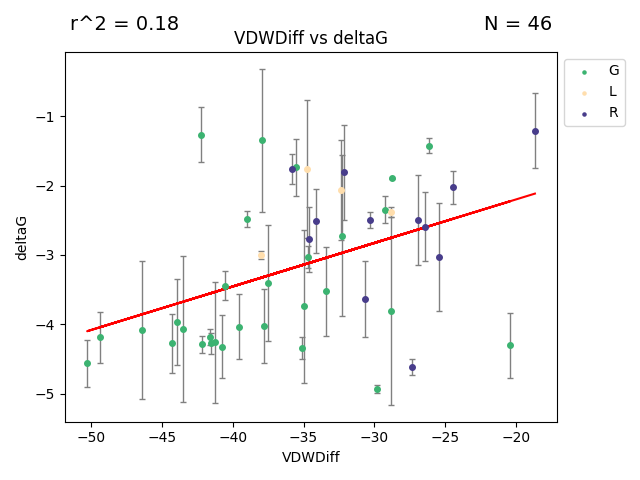 r^2 = 0.18
N = 46
VDWDiff vs deltaG
G
L
R
−1
−2
−3
−4
−5
deltaG
−50
−45
−40
−35
−30
−25
−20
VDWDiff